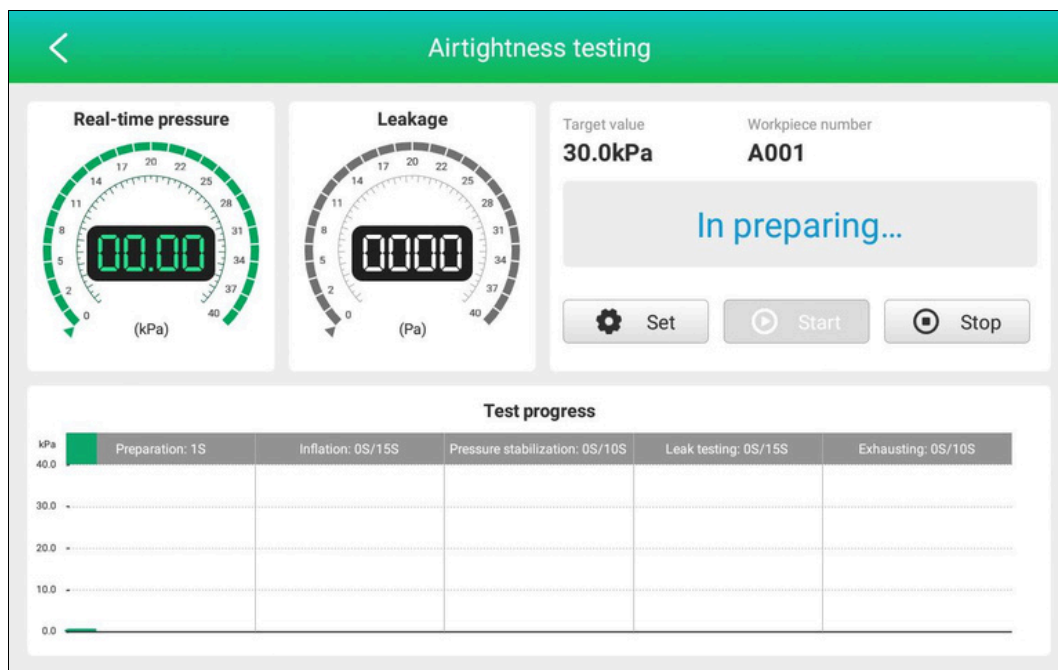 Airtightness testing
Real-time pressure
0 2 5 8 11 14 17 20 22 25 28 31 34 37 40
00.00
(kPa)
Leakage
0 2 5 8 11 14 17 20 22 25 28 31 34 37 40
0000
(Pa)
Target value
Workpiece number
30.0kPa
A001
In preparing...
Set
Start
Stop
Test progress
kPa
Preparation: 1S
Inflation: 0S/15S
Pressure stabilization: 0S/10S
Leak testing: 0S/15S
Exhausting: 0S/10S
40.0
30.0
20.0
10.0
0.0